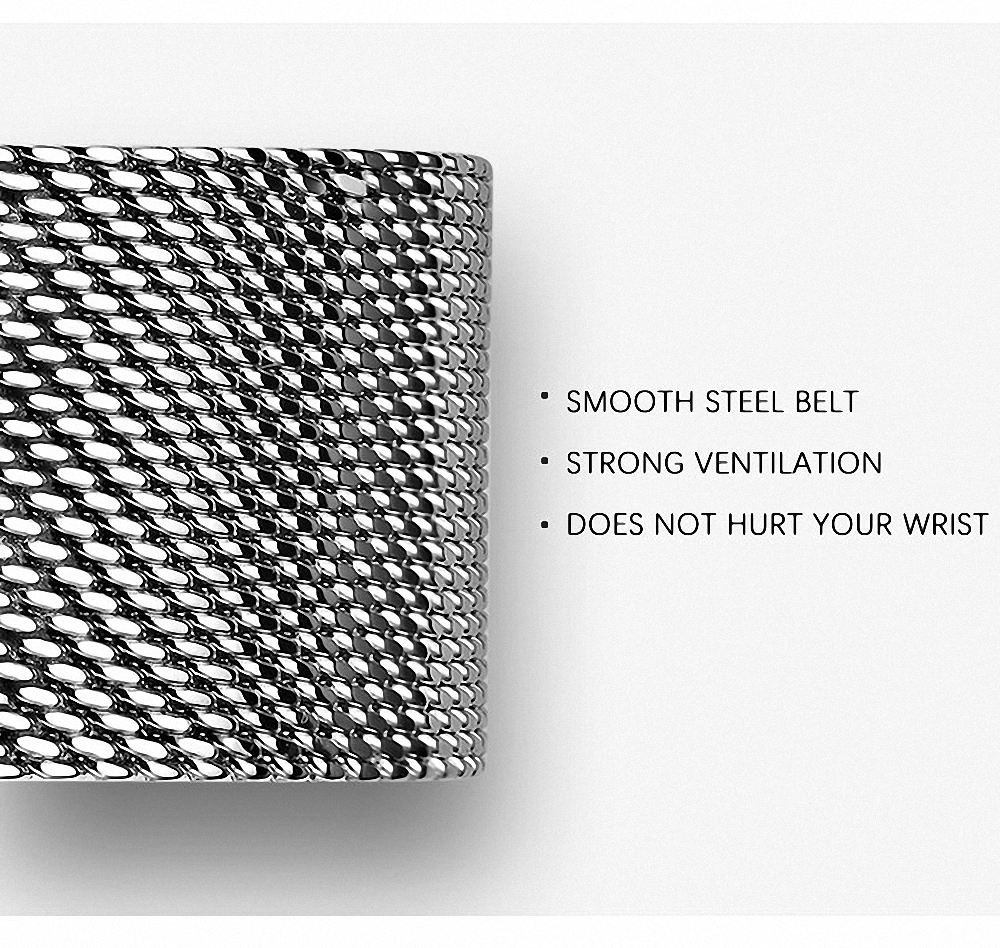 • SMOOTH STEEL BELT
• STRONG VENTILATION
• DOES NOT HURT YOUR WRIST